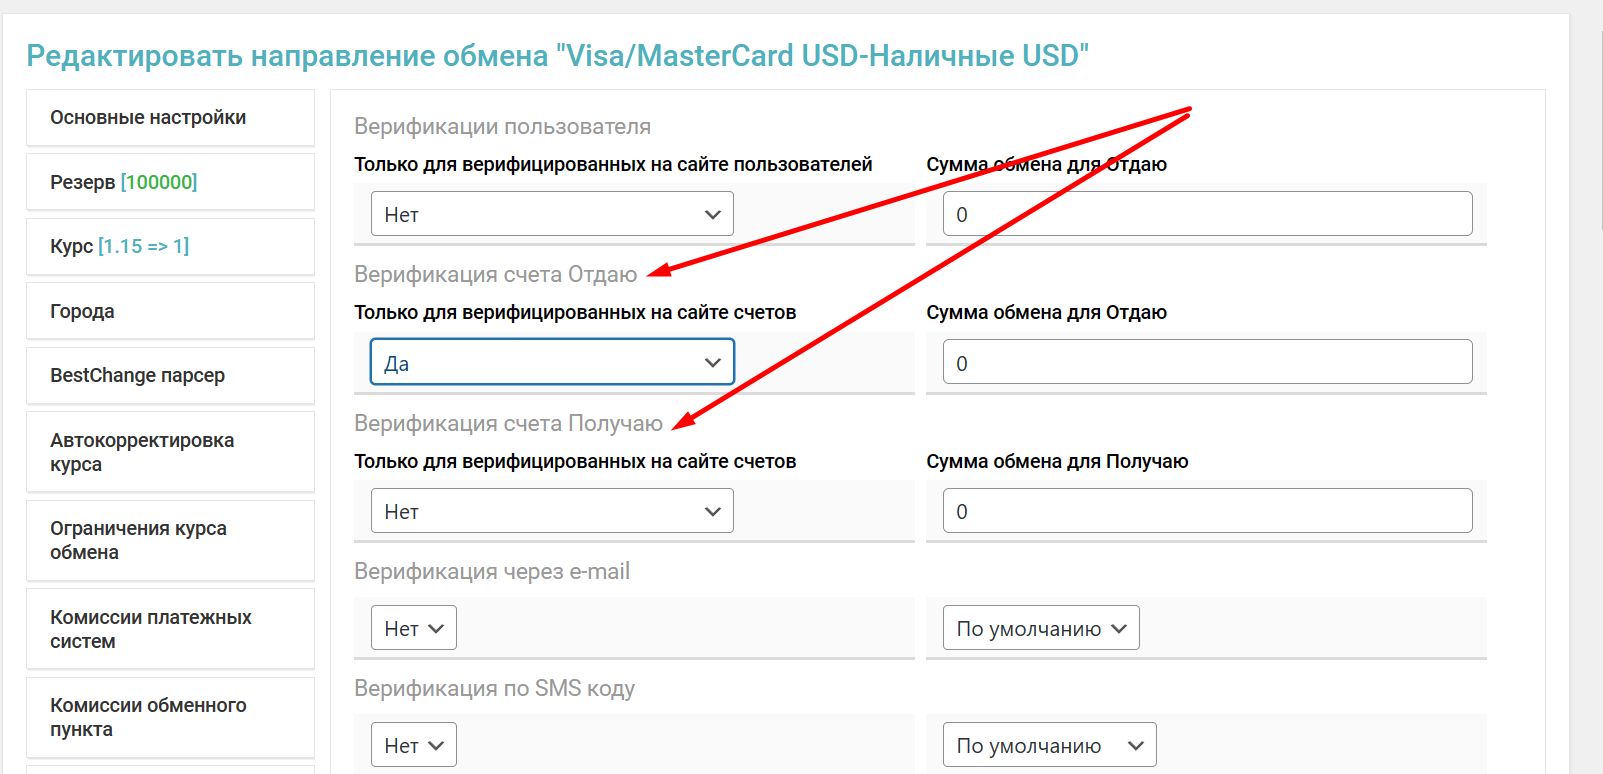 Редактировать направление обмена "Visa/MasterCard USD-Наличные USD"
Основные настройки
Резерв [100000]
Курс [1.15 => 1]
Города
BestChange парсер
Автокорректировка
курса
Ограничения курса
обмена
Комиссии платежных
систем
Комиссии обменного
пункта
Верификации пользователя
Только для верифицированных на сайте пользователей
Сумма обмена для Отдаю
Нет
0
Верификация счета Отдаю
Только для верифицированных на сайте счетов
Сумма обмена для Отдаю
Да
0
Верификация счета Получаю
Только для верифицированных на сайте счетов
Сумма обмена для Получаю
Нет
0
Верификация через e-mail
Нет
По умолчанию
Верификация по SMS коду
Нет
По умолчанию